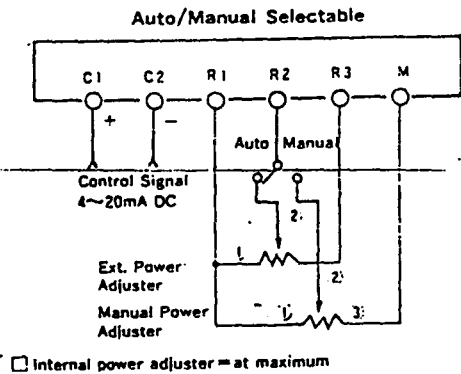 Auto/Manual Selectable
C1 C2 R1 R2 R3 M
+ −
Auto Manual
Control Signal
4~20mA DC
2)
1)
2)
Ext. Power
Adjuster
Manual Power
Adjuster
1) 3)
Internal power adjuster = at maximum